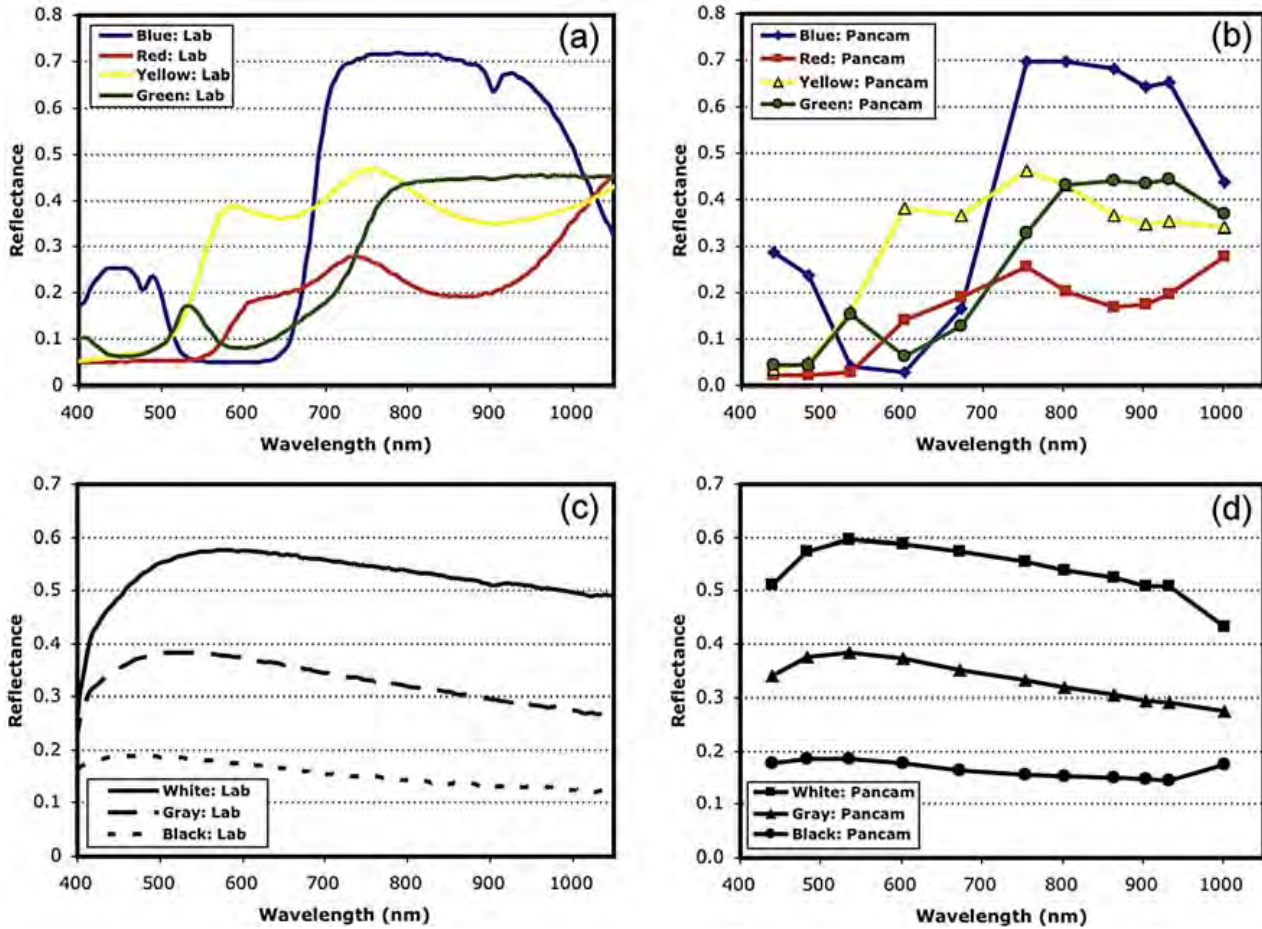 (a)
Blue: Lab
Red: Lab
Yellow: Lab
Green: Lab
Reflectance
0.8
0.7
0.6
0.5
0.4
0.3
0.2
0.1
0
400 500 600 700 800 900 1000
Wavelength (nm)
(b)
Blue: Pancam
Red: Pancam
Yellow: Pancam
Green: Pancam
Reflectance
0.8
0.7
0.6
0.5
0.4
0.3
0.2
0.1
0.0
400 500 600 700 800 900 1000
Wavelength (nm)
(c)
Reflectance
0.7
0.6
0.5
0.4
0.3
0.2
0.1
0
White: Lab
Gray: Lab
Black: Lab
400 500 600 700 800 900 1000
Wavelength (nm)
(d)
Reflectance
0.7
0.6
0.5
0.4
0.3
0.2
0.1
0.0
White: Pancam
Gray: Pancam
Black: Pancam
400 500 600 700 800 900 1000
Wavelength (nm)